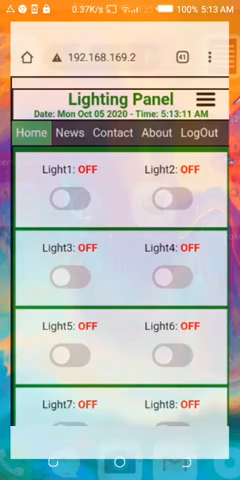 0.37K/s 100% 5:13 AM
192.168.169.2 41
Lighting Panel
Date: Mon Oct 05 2020 - Time: 5:13:11 AM
Home News Contact About LogOut
Light1: OFF Light2: OFF
Light3: OFF Light4: OFF
Light5: OFF Light6: OFF
Light7: OFF Light8: OFF